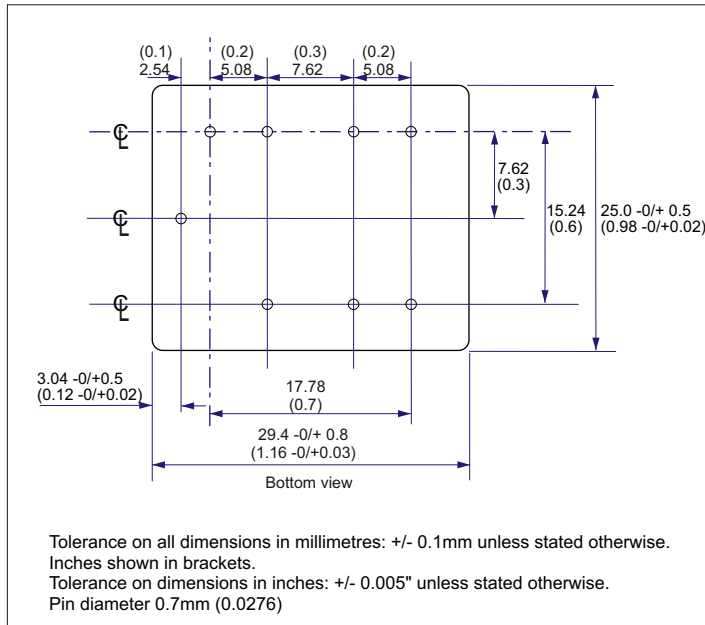 (0.1) (0.2) (0.3) (0.2)
2.54 5.08 7.62 5.08
℄
7.62
(0.3)
15.24
(0.6)
25.0 -0/+ 0.5
(0.98 -0/+0.02)
℄
℄
3.04 -0/+0.5
(0.12 -0/+0.02)
17.78
(0.7)
29.4 -0/+ 0.8
(1.16 -0/+0.03)
Bottom view
Tolerance on all dimensions in millimetres: +/- 0.1mm unless stated otherwise.
Inches shown in brackets.
Tolerance on dimensions in inches: +/- 0.005" unless stated otherwise.
Pin diameter 0.7mm (0.0276)